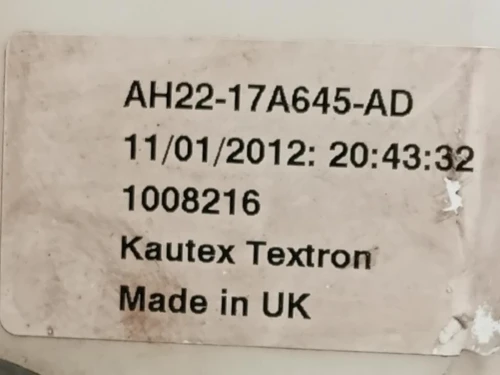 AH22-17A645-AD
11/01/2012: 20:43:32
1008216
Kautex Textron
Made in UK